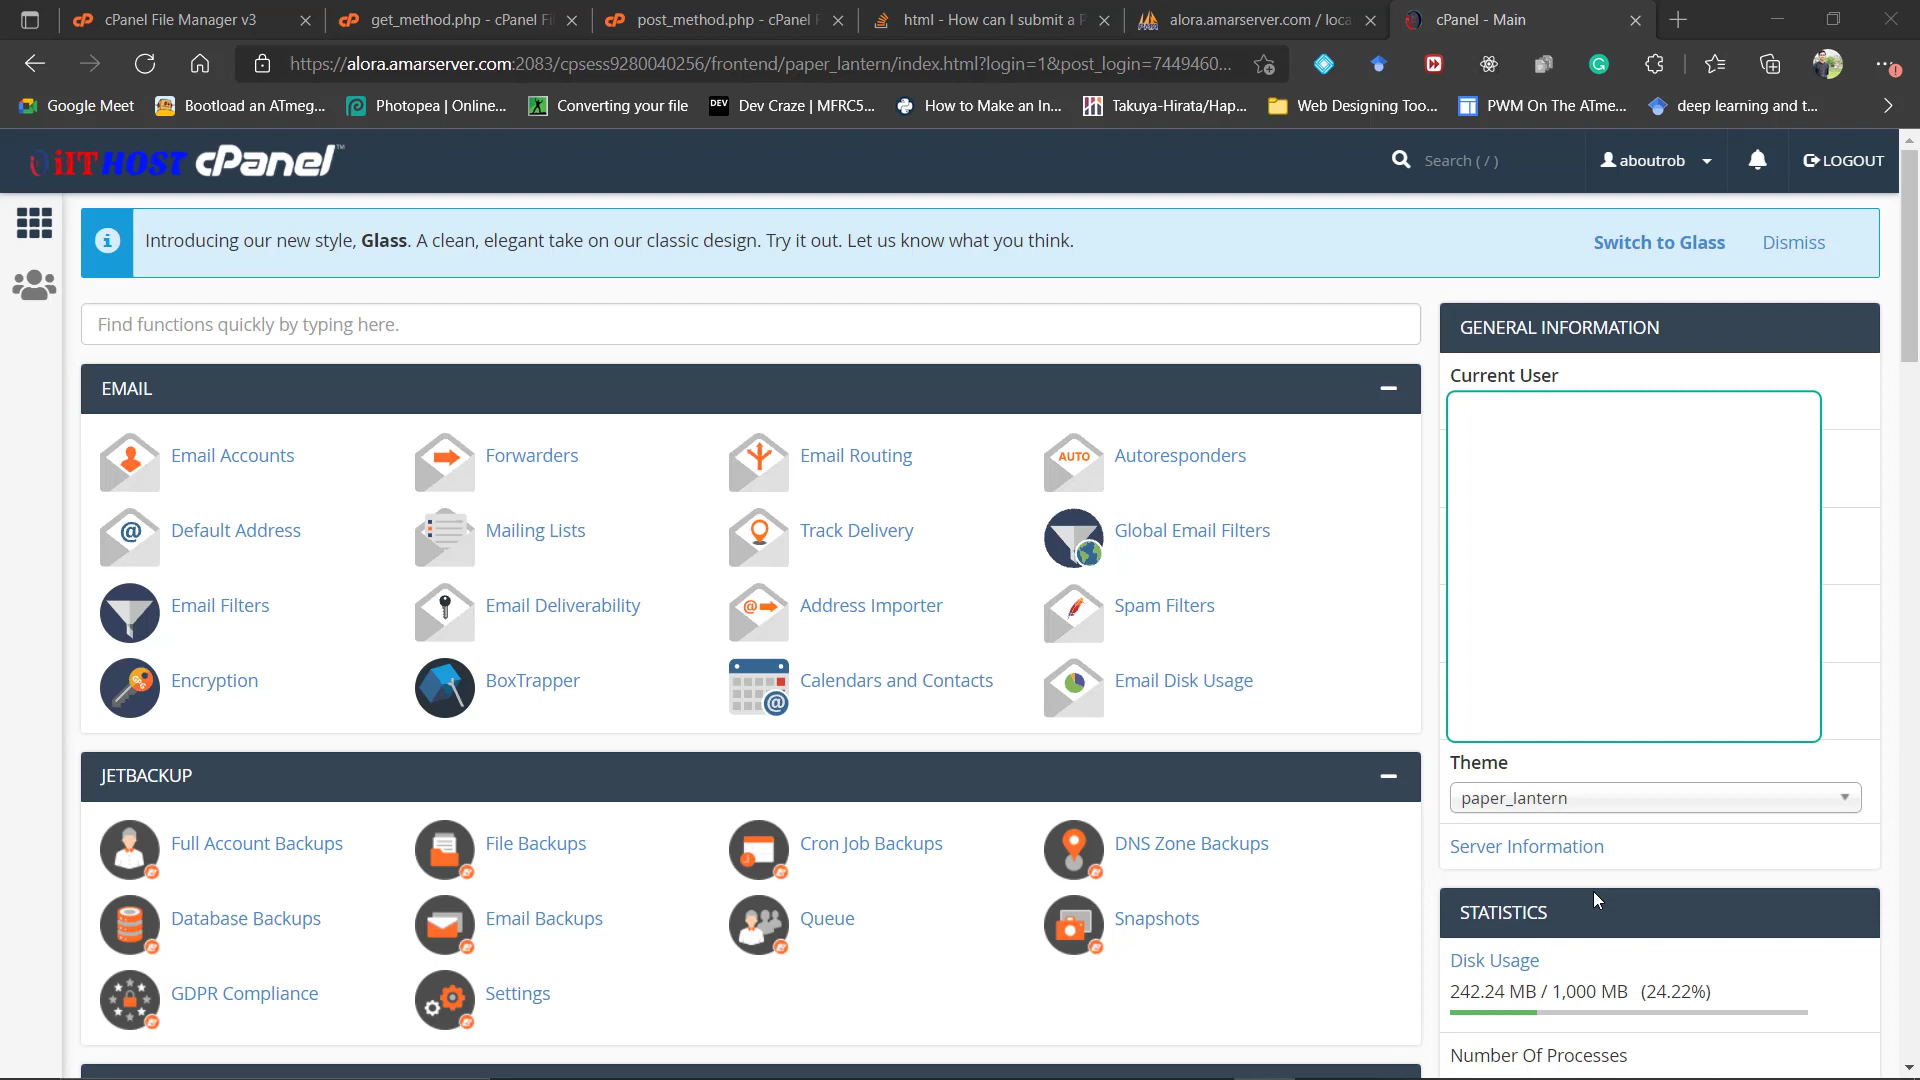 cPanel File Manager v3
get_method.php - cPanel Fi
post_method.php - cPanel F
html - How can I submit a P
alora.amarserver.com / loca
cPanel - Main
https://alora.amarserver.com:2083/cpsess9280040256/frontend/paper_lantern/index.html?login=1&post_login=7449460...
Google Meet
Bootload an ATmeg...
Photopea | Online...
Converting your file
DEV
Dev Craze | MFRC5...
How to Make an In...
Takuya-Hirata/Hap...
Web Designing Too...
PWM On The ATme...
deep learning and t...
iIT HOST cPanel™
Search ( / )
aboutrob
LOGOUT
Introducing our new style, Glass. A clean, elegant take on our classic design. Try it out. Let us know what you think.
Switch to Glass
Dismiss
Find functions quickly by typing here.
EMAIL
Email Accounts
Forwarders
Email Routing
AUTO
Autoresponders
Default Address
Mailing Lists
Track Delivery
Global Email Filters
Email Filters
Email Deliverability
Address Importer
Spam Filters
GPG
Encryption
BoxTrapper
Calendars and Contacts
Email Disk Usage
JETBACKUP
Full Account Backups
File Backups
Cron Job Backups
DNS Zone Backups
Database Backups
Email Backups
Queue
Snapshots
GDPR Compliance
Settings
GENERAL INFORMATION
Current User
Theme
paper_lantern
Server Information
STATISTICS
Disk Usage
242.24 MB / 1,000 MB (24.22%)
Number Of Processes